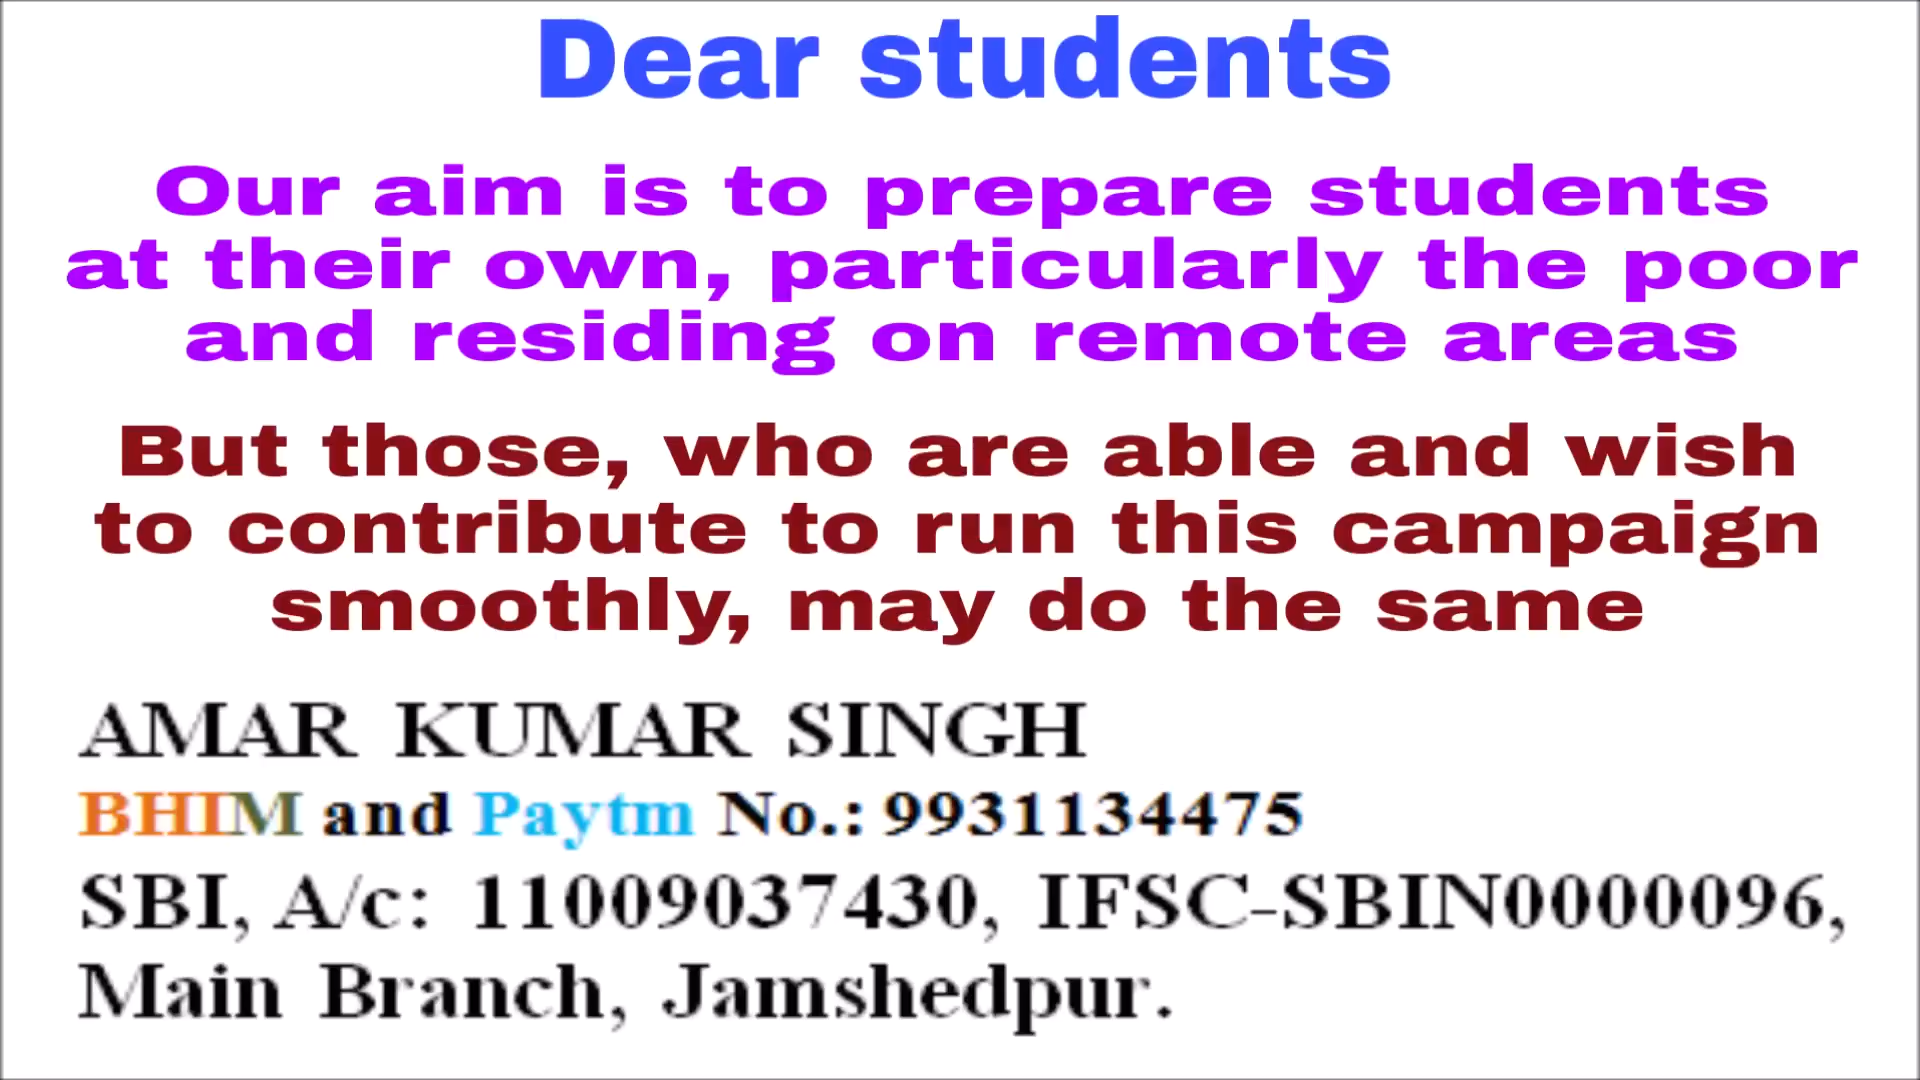 Dear students
Our aim is to prepare students
at their own, particularly the poor
and residing on remote areas
But those, who are able and wish
to contribute to run this campaign
smoothly, may do the same
AMAR KUMAR SINGH
BHIM and Paytm No.: 9931134475
SBI, A/c: 11009037430, IFSC-SBIN0000096,
Main Branch, Jamshedpur.